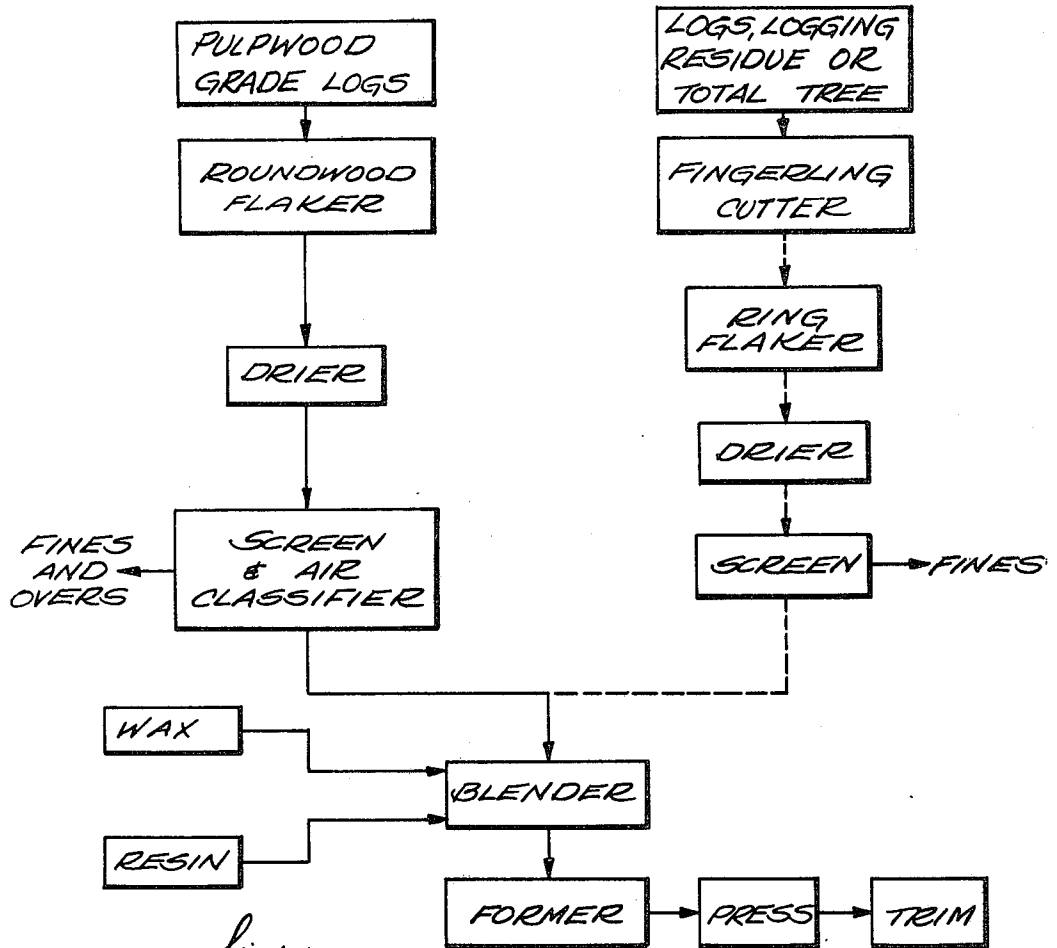 PULPWOOD
GRADE LOGS
LOGS, LOGGING
RESIDUE OR
TOTAL TREE
ROUNDWOOD
FLAKER
FINGERLING
CUTTER
RING
FLAKER
DRIER
DRIER
FINES
AND
OVERS
SCREEN
& AIR
CLASSIFIER
SCREEN
FINES
WAX
BLENDER
RESIN
FORMER
PRESS
TRIM